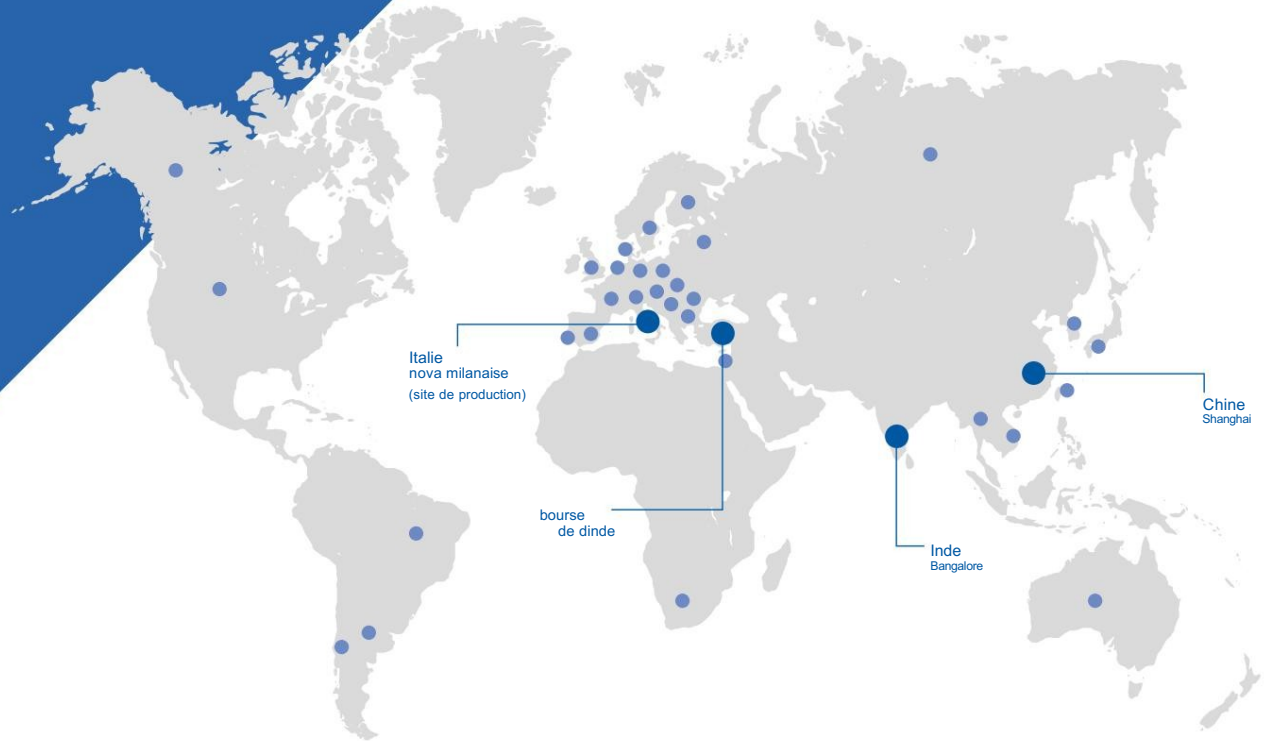 Italie
nova milanaise
(site de production)
bourse
de dinde
Inde
Bangalore
Chine
Shanghai